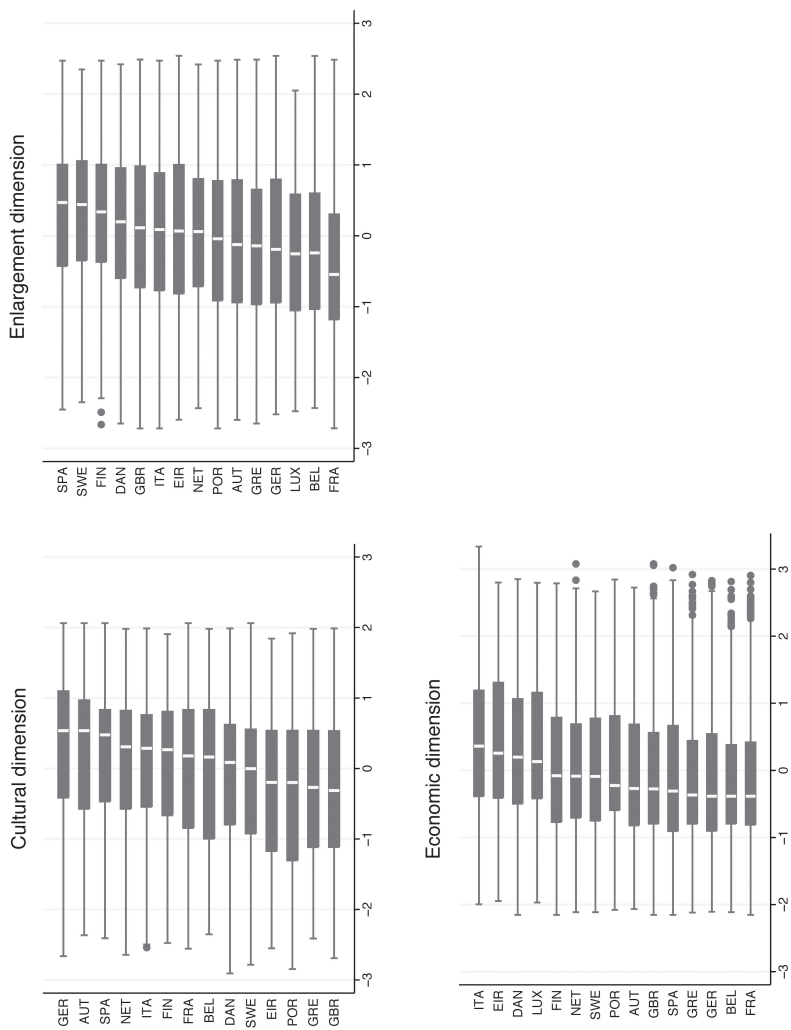 Cultural dimension
GER
AUT
SPA
NET
ITA
FIN
FRA
BEL
DAN
SWE
EIR
POR
GRE
GBR
−3 −2 −1 0 1 2 3
Enlargement dimension
SPA
SWE
FIN
DAN
GBR
ITA
EIR
NET
POR
AUT
GRE
GER
LUX
BEL
FRA
−3 −2 −1 0 1 2 3
Economic dimension
ITA
EIR
DAN
LUX
FIN
NET
SWE
POR
AUT
GBR
SPA
GRE
GER
BEL
FRA
−3 −2 −1 0 1 2 3